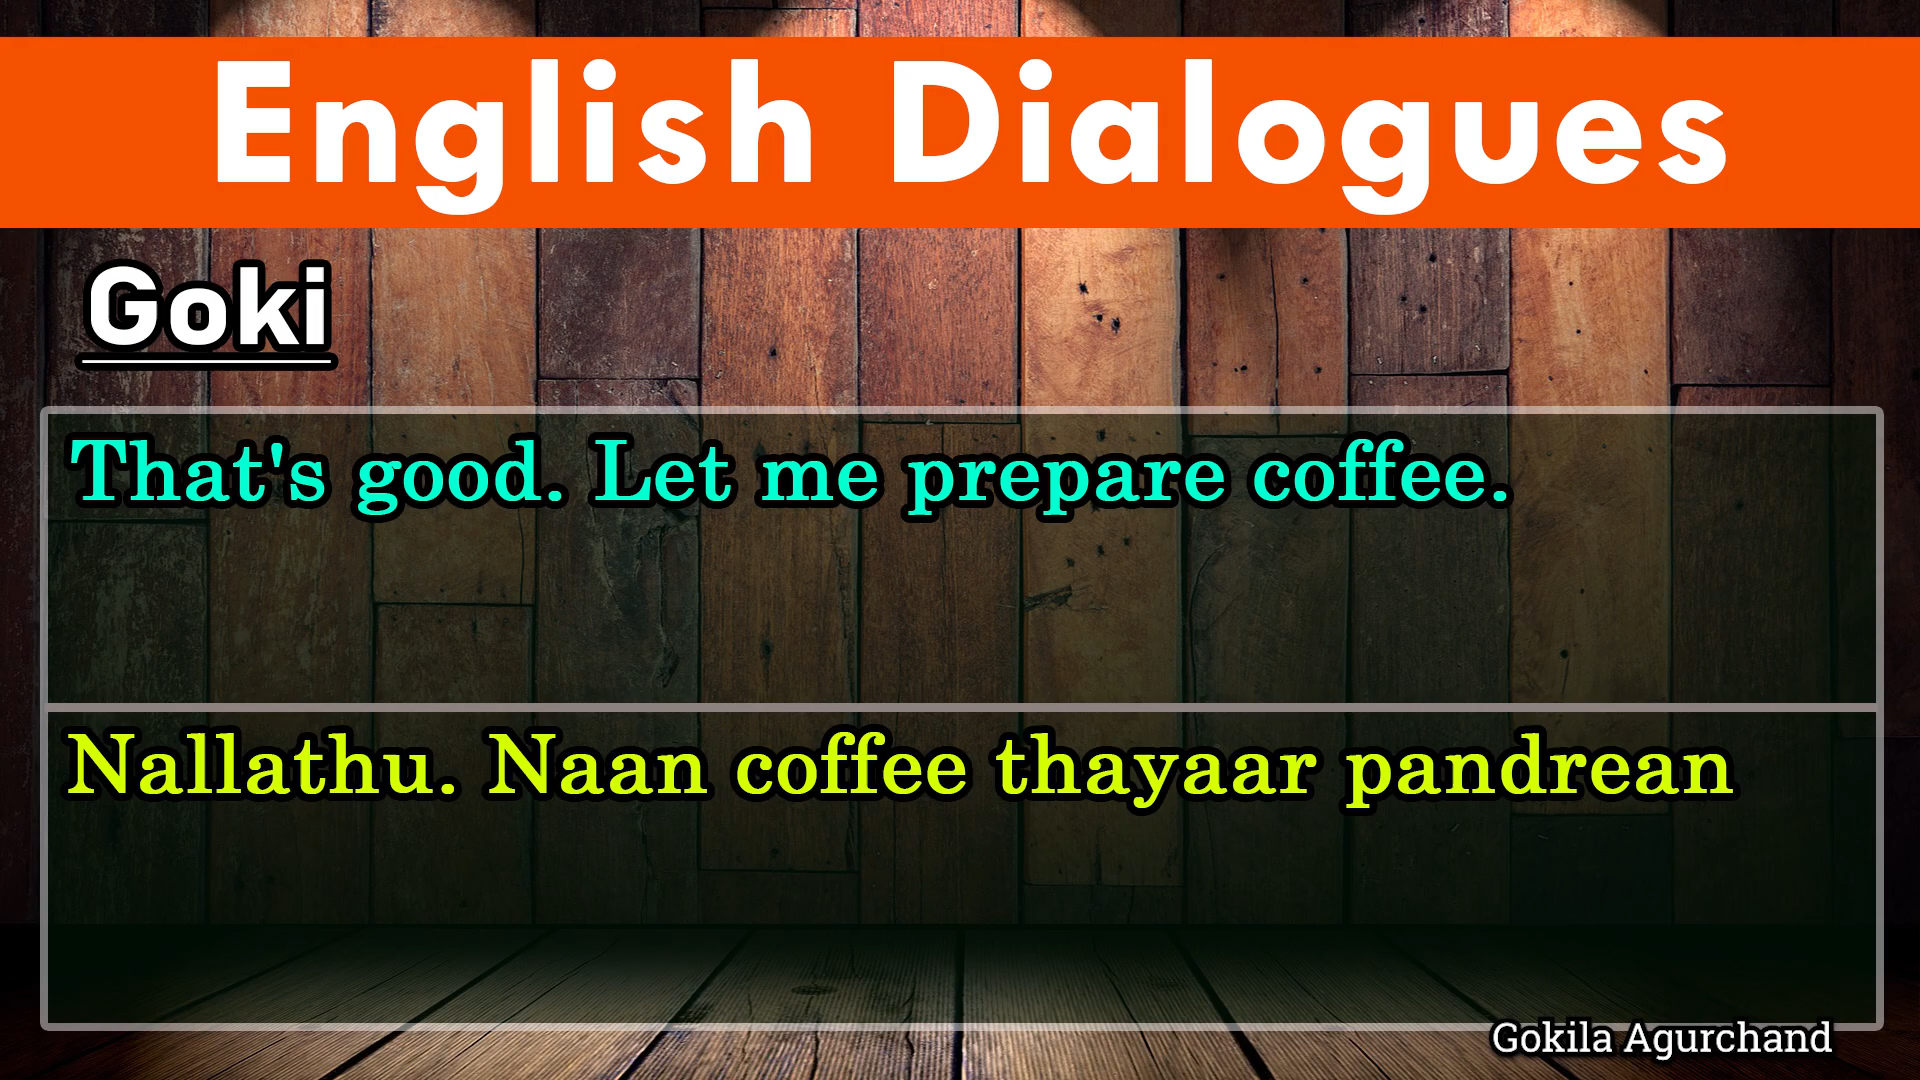 English Dialogues
Goki
That's good. Let me prepare coffee.
Nallathu. Naan coffee thayaar pandrean
Gokila Agurchand